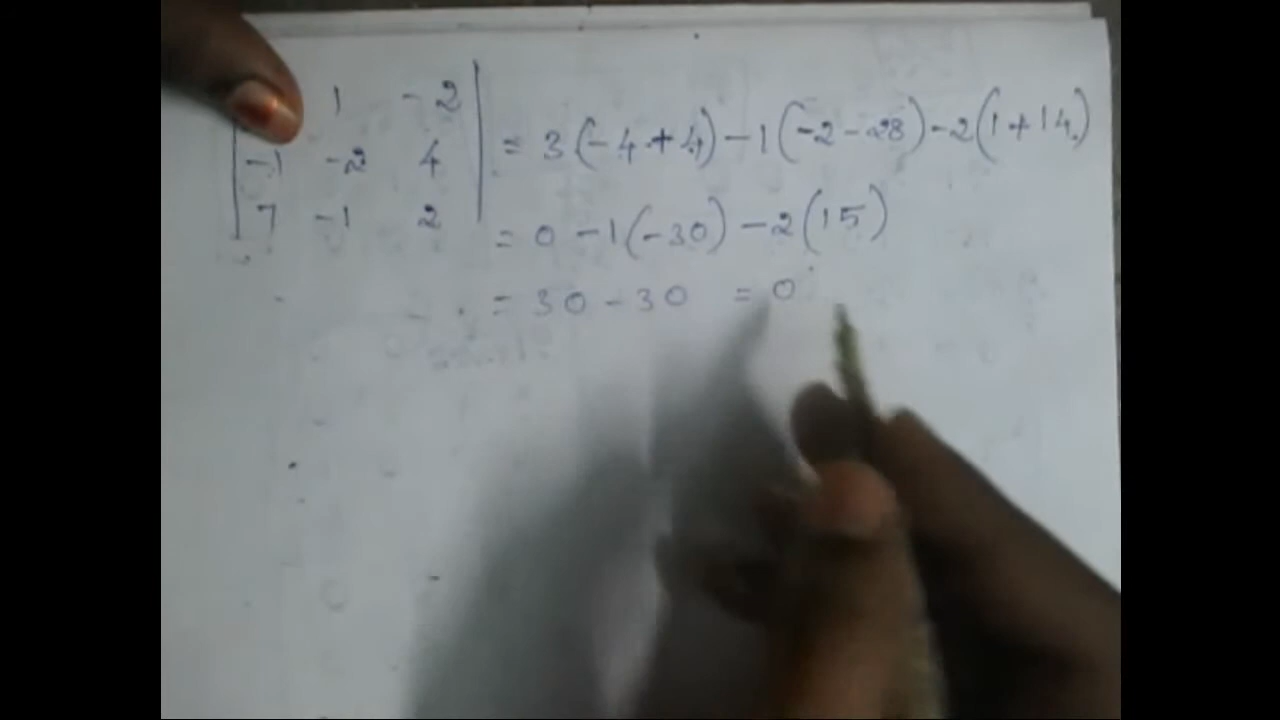 1 -2
-1 -2 4 = 3(-4+4)-1(-2-28)-2(1+14)
7 -1 2
= 0 -1(-30) -2(15)
= 30 - 30 = 0